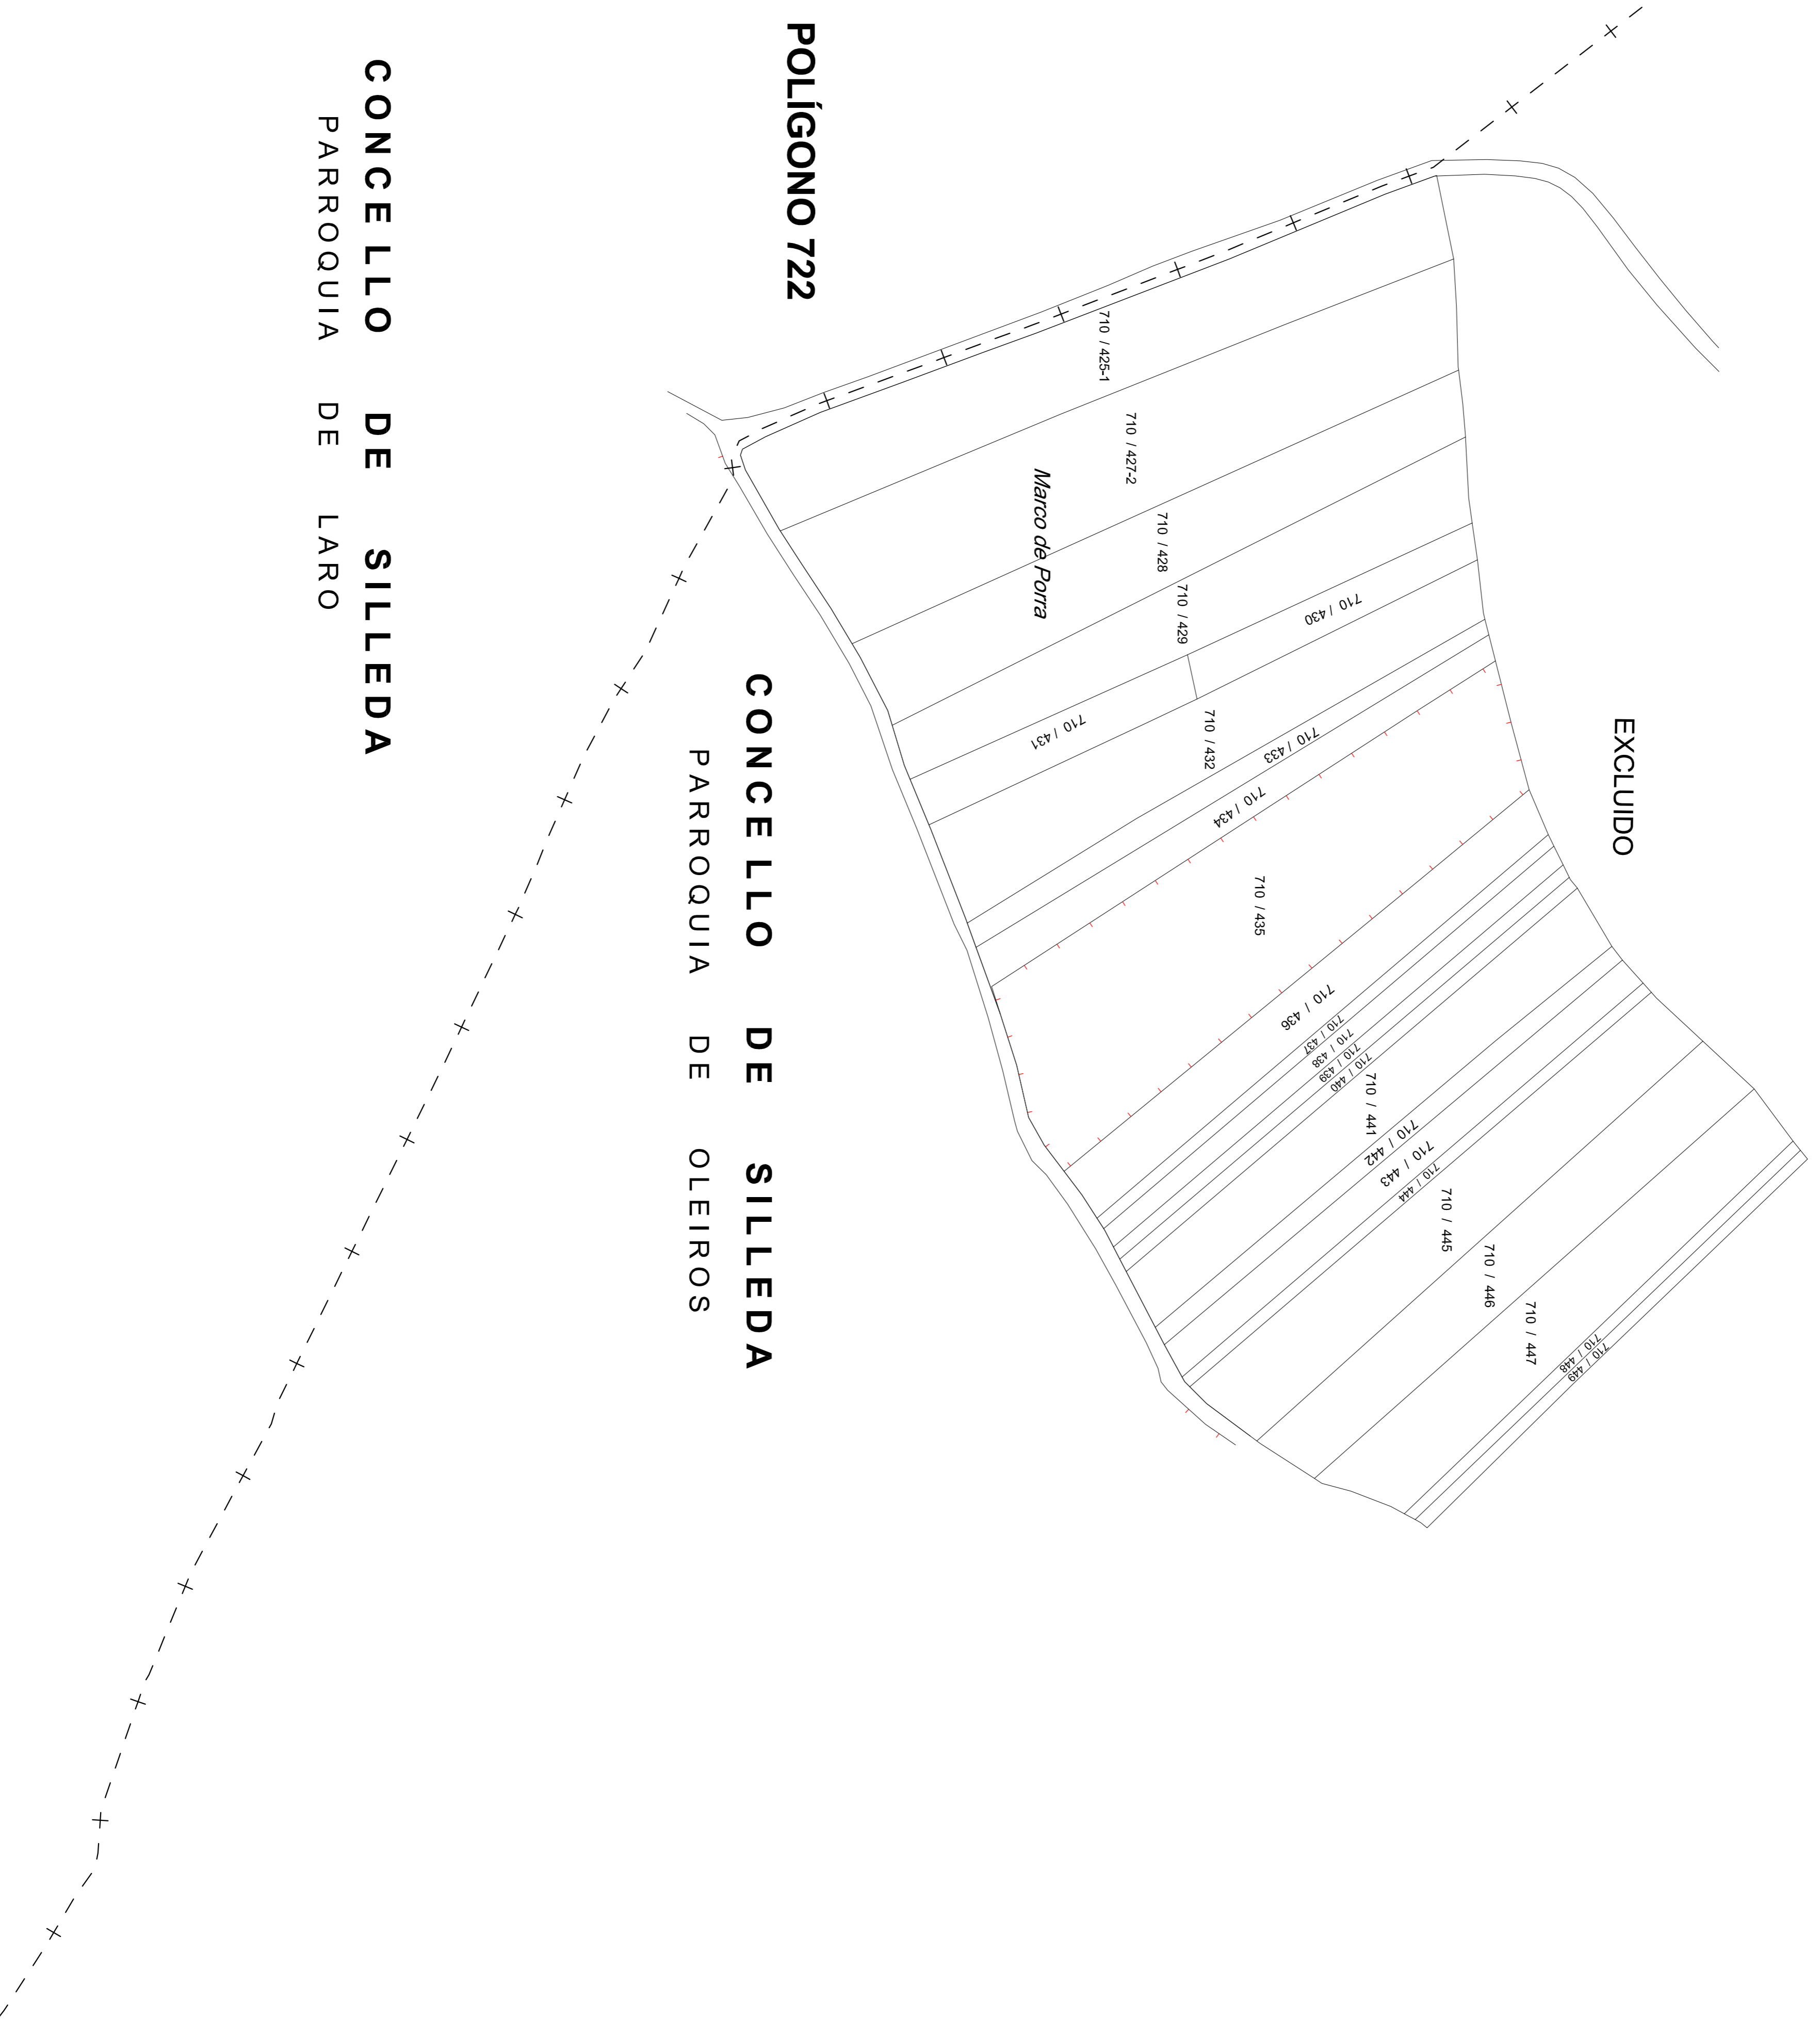 POLÍGONO 722
CONCELLO DE SILLEDA
PARROQUIA DE LARO
CONCELLO DE SILLEDA
PARROQUIA DE OLEIROS
EXCLUIDO
Marco de Porra
710 / 425-1
710 / 427-2
710 / 428
710 / 429
710 / 430
710 / 431
710 / 432
710 / 433
710 / 434
710 / 435
710 / 436
710 / 437
710 / 438
710 / 439
710 / 440
710 / 441
710 / 442
710 / 443
710 / 444
710 / 445
710 / 446
710 / 447
710 / 448
710 / 449